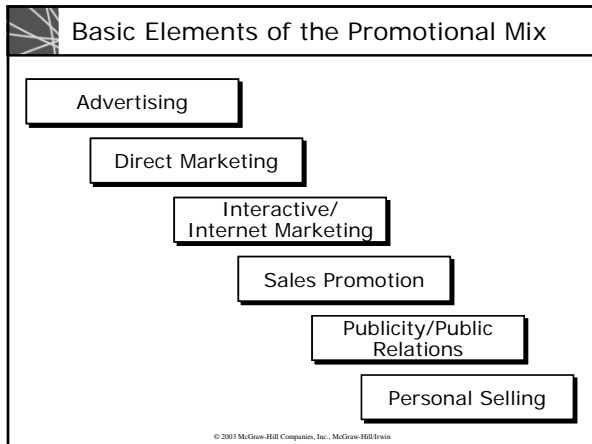 Basic Elements of the Promotional Mix
Advertising
Direct Marketing
Interactive/
Internet Marketing
Sales Promotion
Publicity/Public
Relations
Personal Selling
© 2003 McGraw-Hill Companies, Inc., McGraw-Hill/Irwin